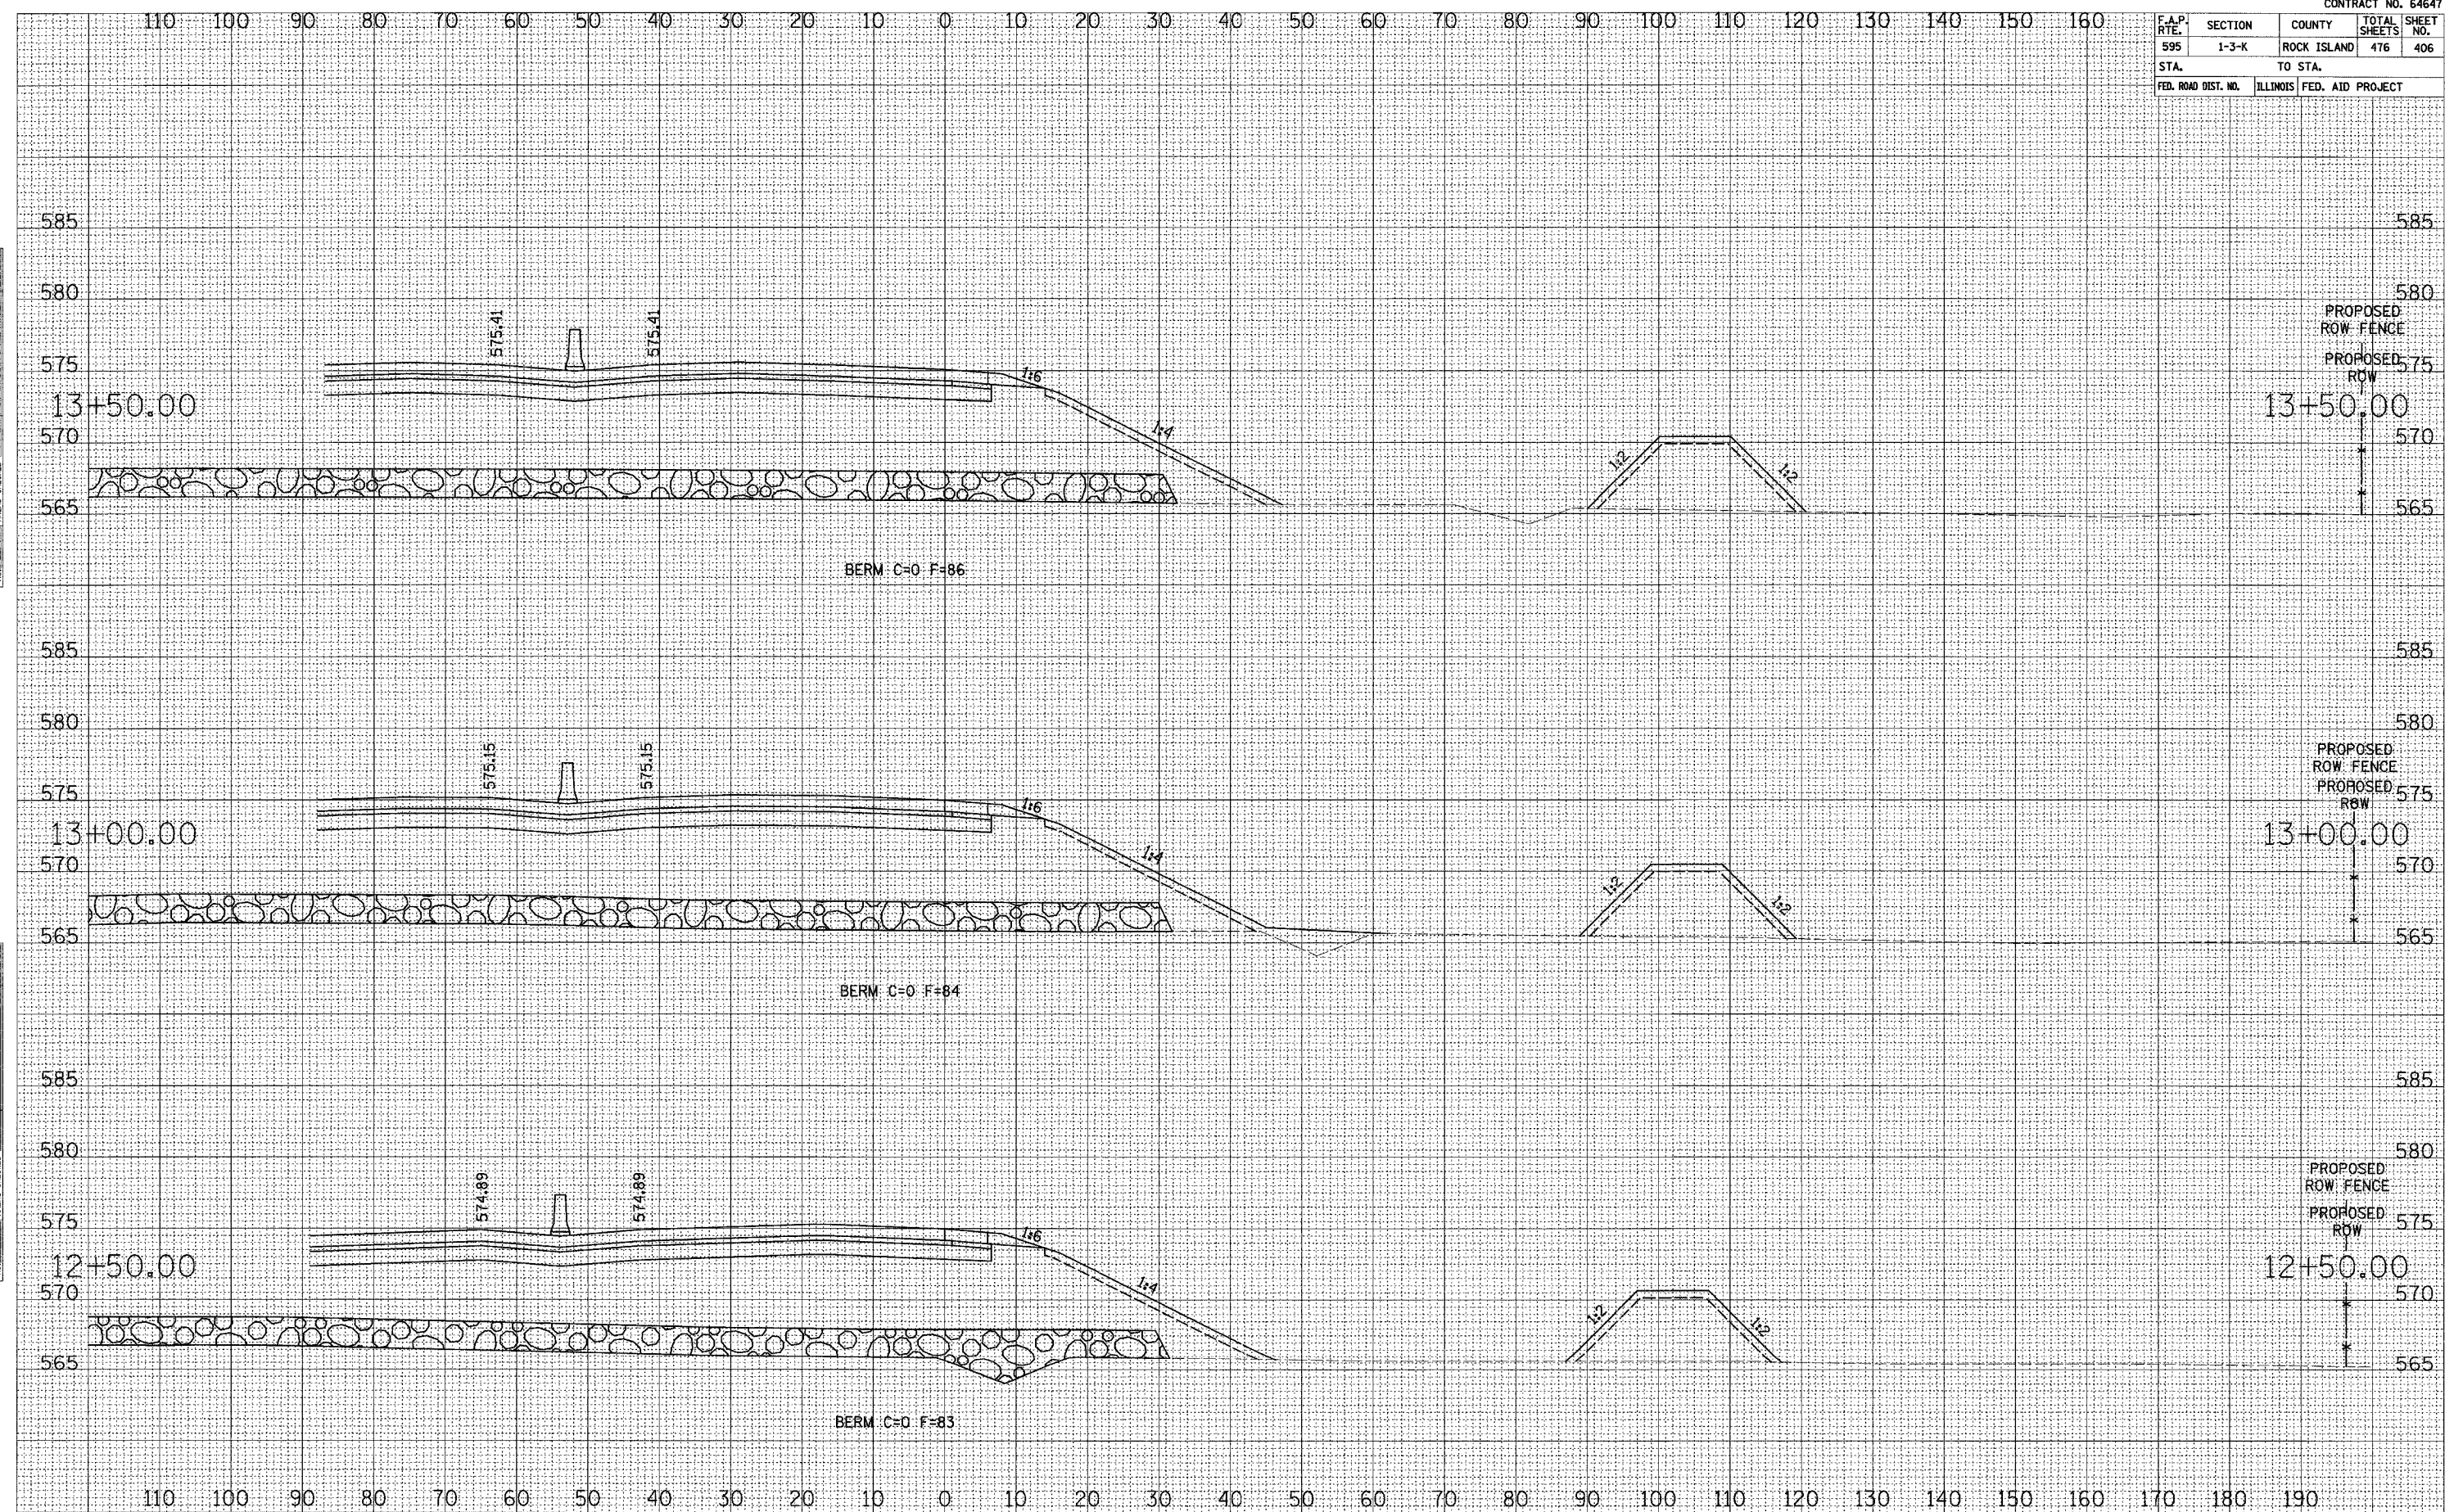 CONTRACT NO. 64647
F.A.P. RTE. SECTION COUNTY TOTAL SHEETS SHEET NO.
595 1-3-K ROCK ISLAND 476 406
STA. TO STA.
FED. ROAD DIST. NO. ILLINOIS FED. AID PROJECT
110 100 90 80 70 60 50 40 30 20 10 0 10 20 30 40 50 60 70 80 90 100 110 120 130 140 150 160
585 585
580 580
PROPOSED
ROW FENCE
575.41 575.41
575 PROPOSED 575
ROW
1:6
13+50.00 13+50.00
1:4
570 570
1:2 1:2
565 565
BERM C=0 F=86
585 585
580 580
PROPOSED
ROW FENCE
575.15 575.15
PROPOSED
575 575
ROW
1:6
13+00.00 13+00.00
1:4
570 570
1:2 1:2
565 565
BERM C=0 F=84
585 585
580 580
PROPOSED
ROW FENCE
574.89 574.89
PROPOSED
575 575
ROW
1:6
12+50.00 12+50.00
1:4
570 570
1:2 1:2
565 565
BERM C=0 F=83
110 100 90 80 70 60 50 40 30 20 10 0 10 20 30 40 50 60 70 80 90 100 110 120 130 140 150 160 170 180 190